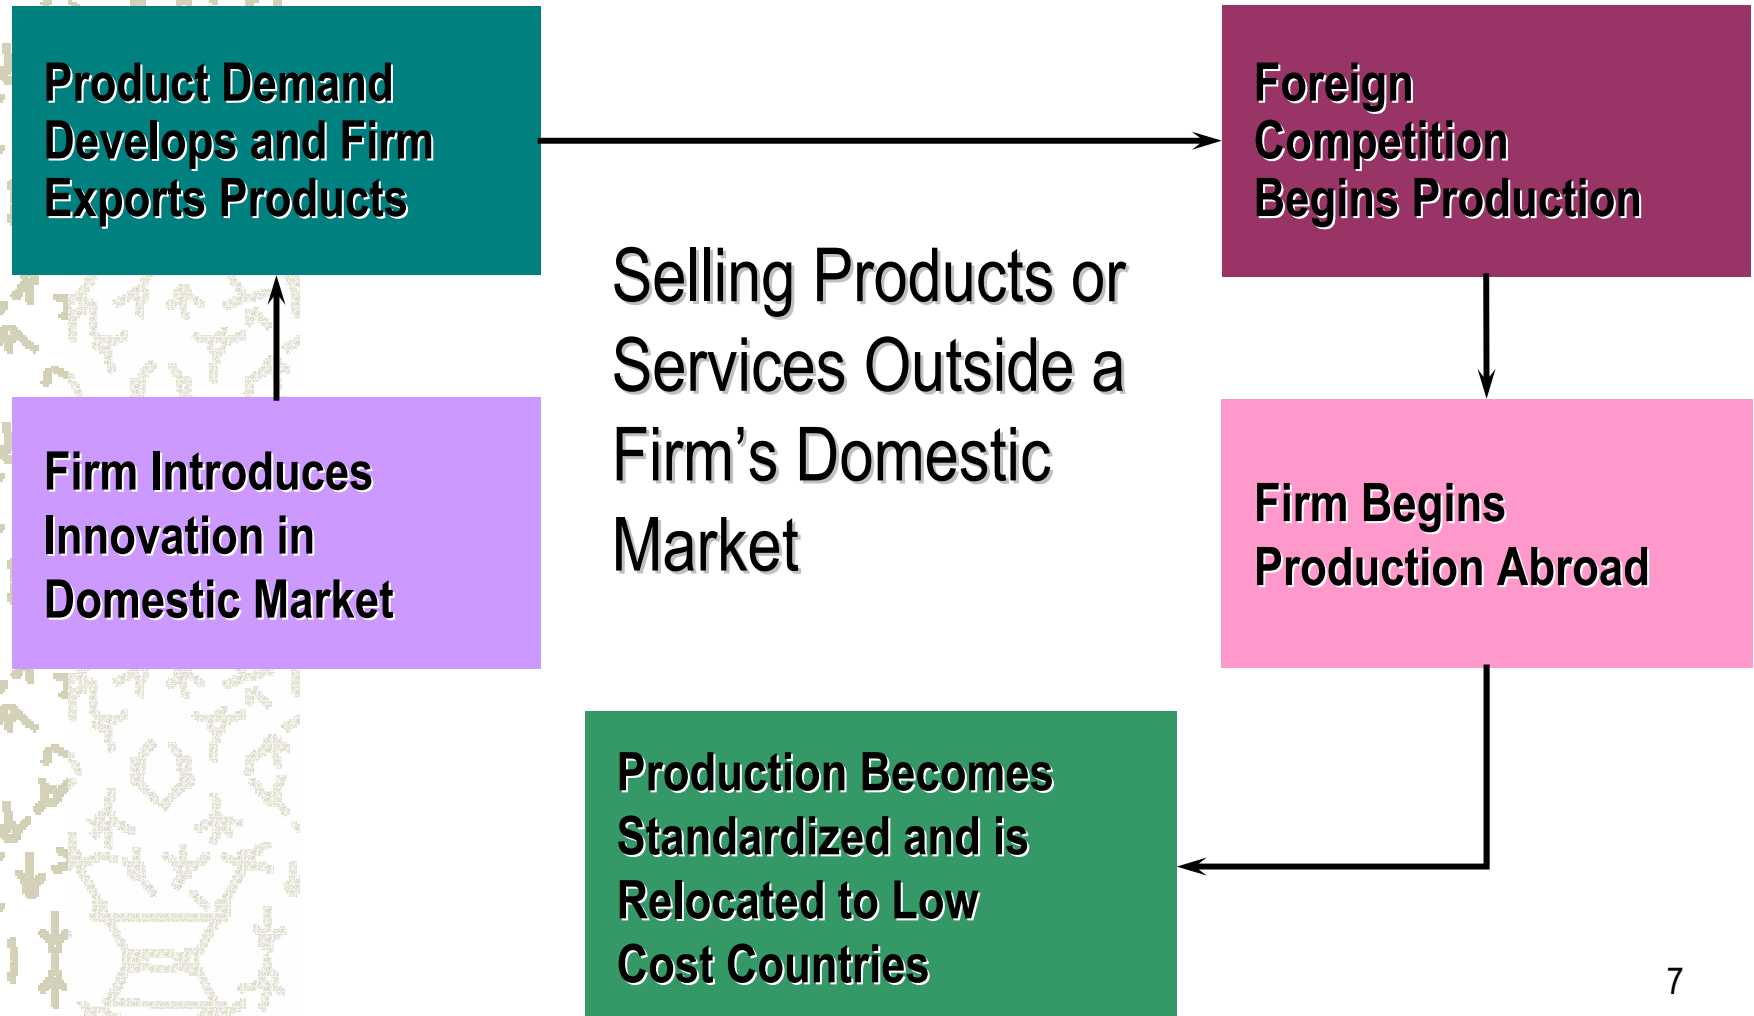 Product Demand
Develops and Firm
Exports Products
Foreign
Competition
Begins Production
Selling Products or
Services Outside a
Firm’s Domestic
Market
Firm Introduces
Innovation in
Domestic Market
Firm Begins
Production Abroad
Production Becomes
Standardized and is
Relocated to Low
Cost Countries
7